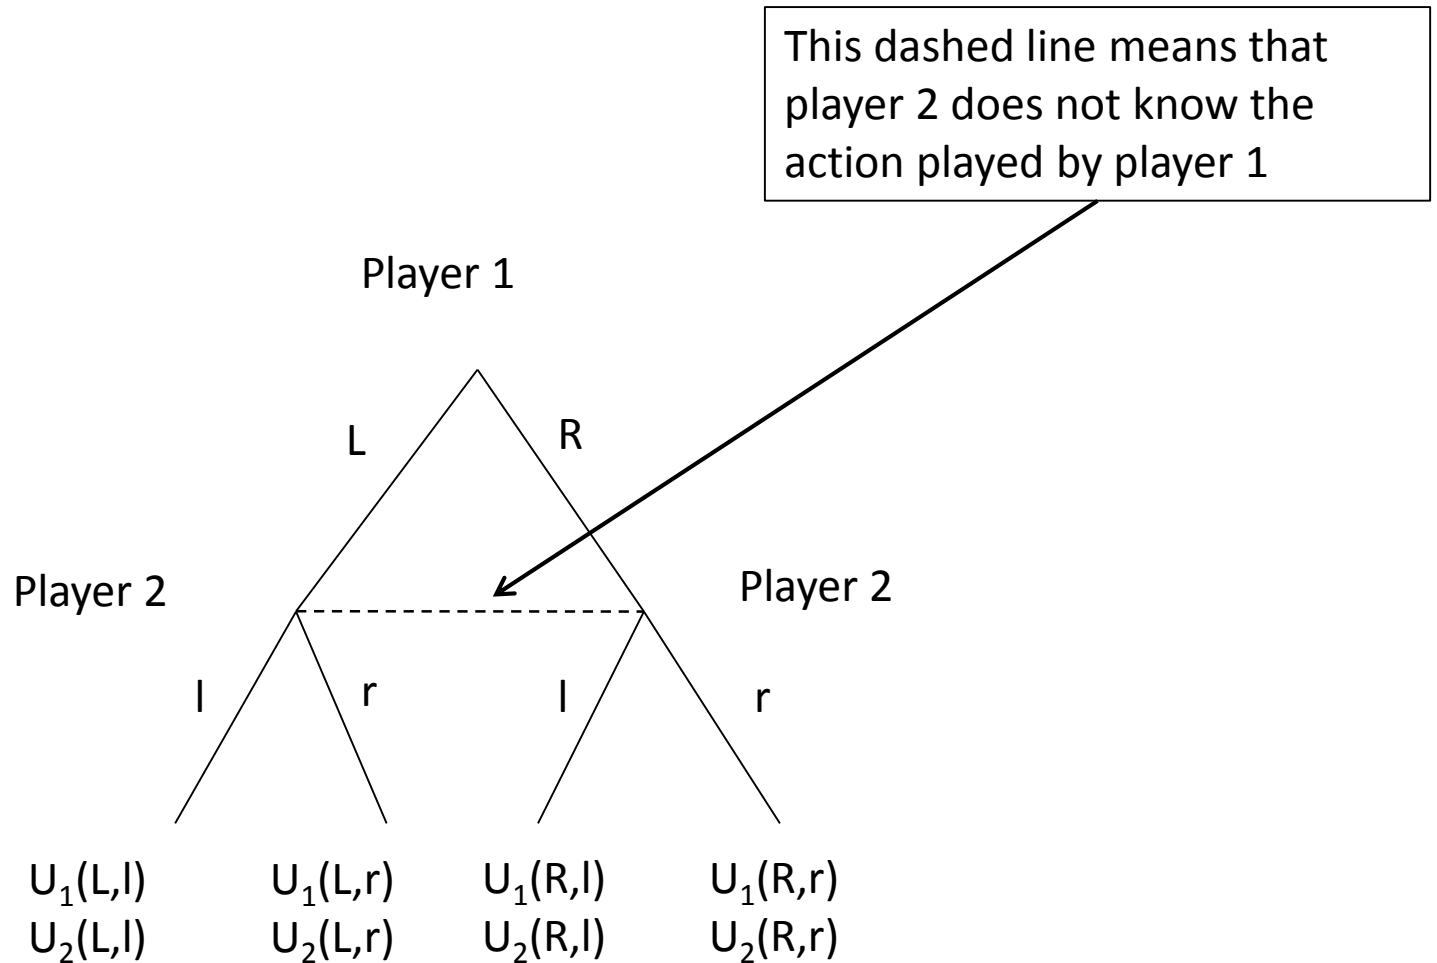 This dashed line means that
player 2 does not know the
action played by player 1
Player 1
L
R
Player 2
Player 2
l
r
l
r
U₁(L,l)
U₁(L,r)
U₁(R,l)
U₁(R,r)
U₂(L,l)
U₂(L,r)
U₂(R,l)
U₂(R,r)